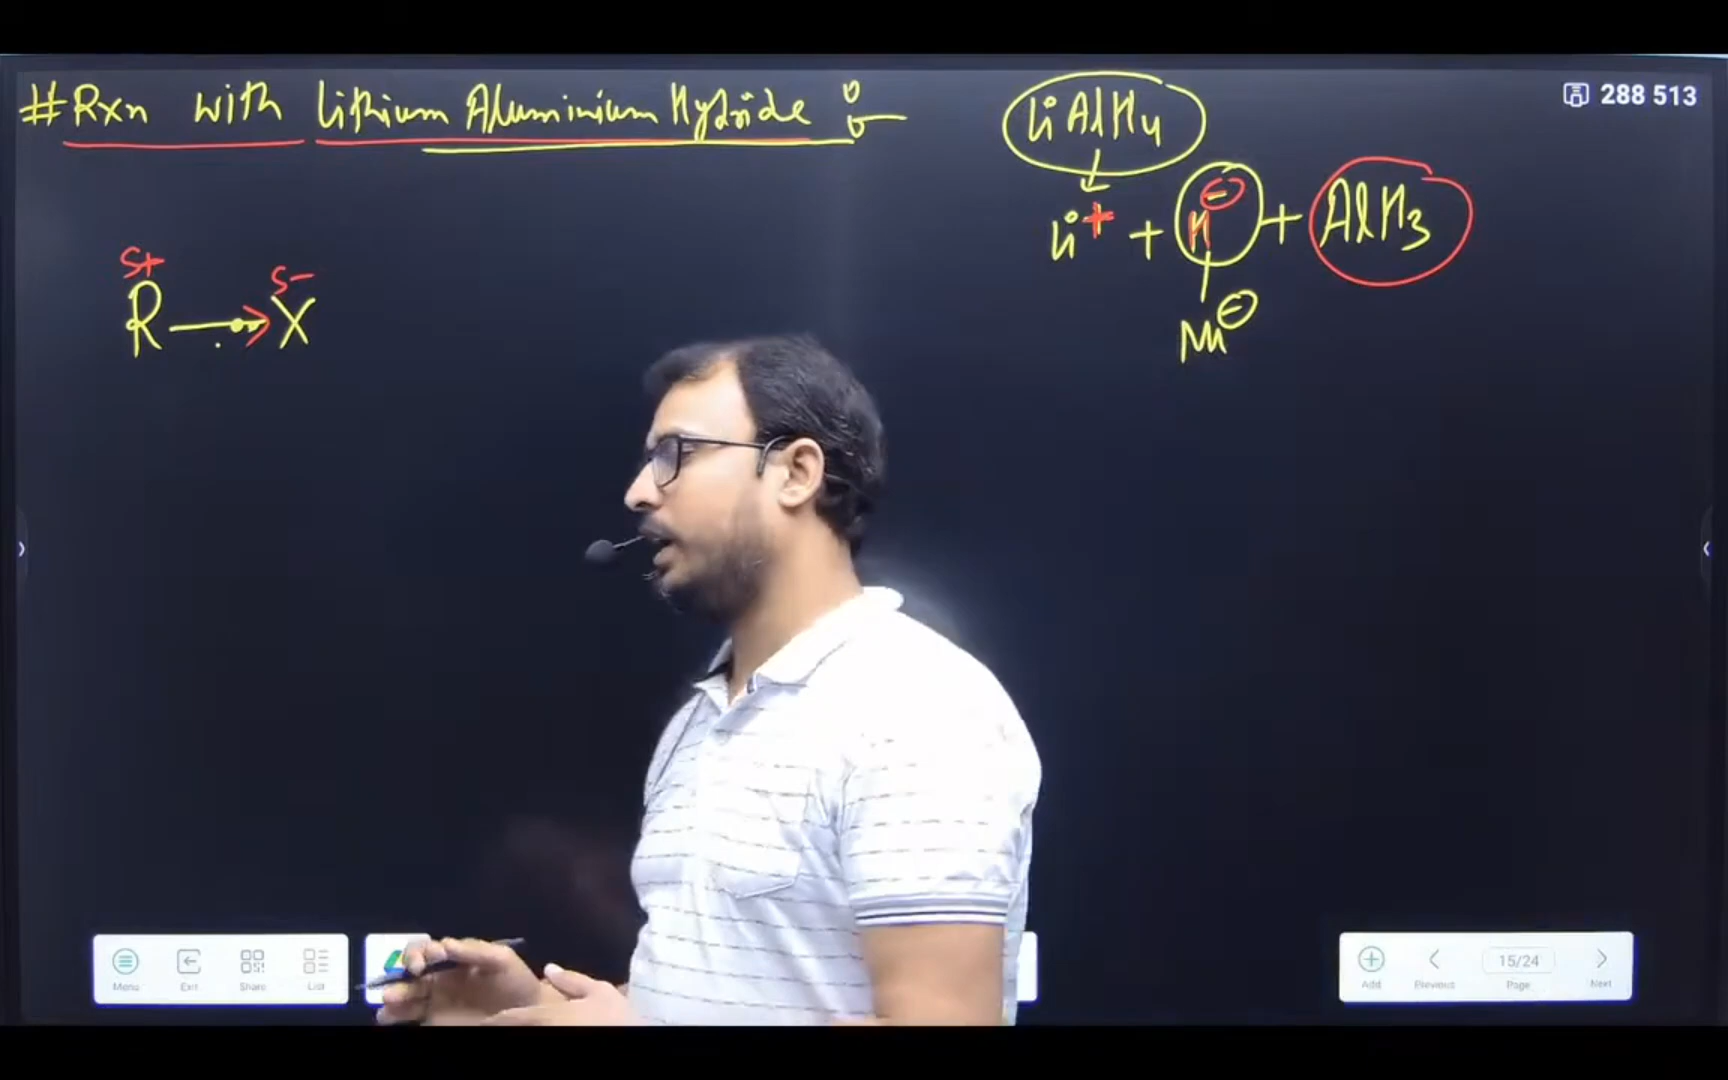 #Rxn with Lithium Aluminium Hydride :-
LiAlH4
288 513
Li+ + H⊖ + AlH3
Nu⊖
δ+ δ-
R → X
Menu Exit Share List
Add Previous 15/24 Page Next